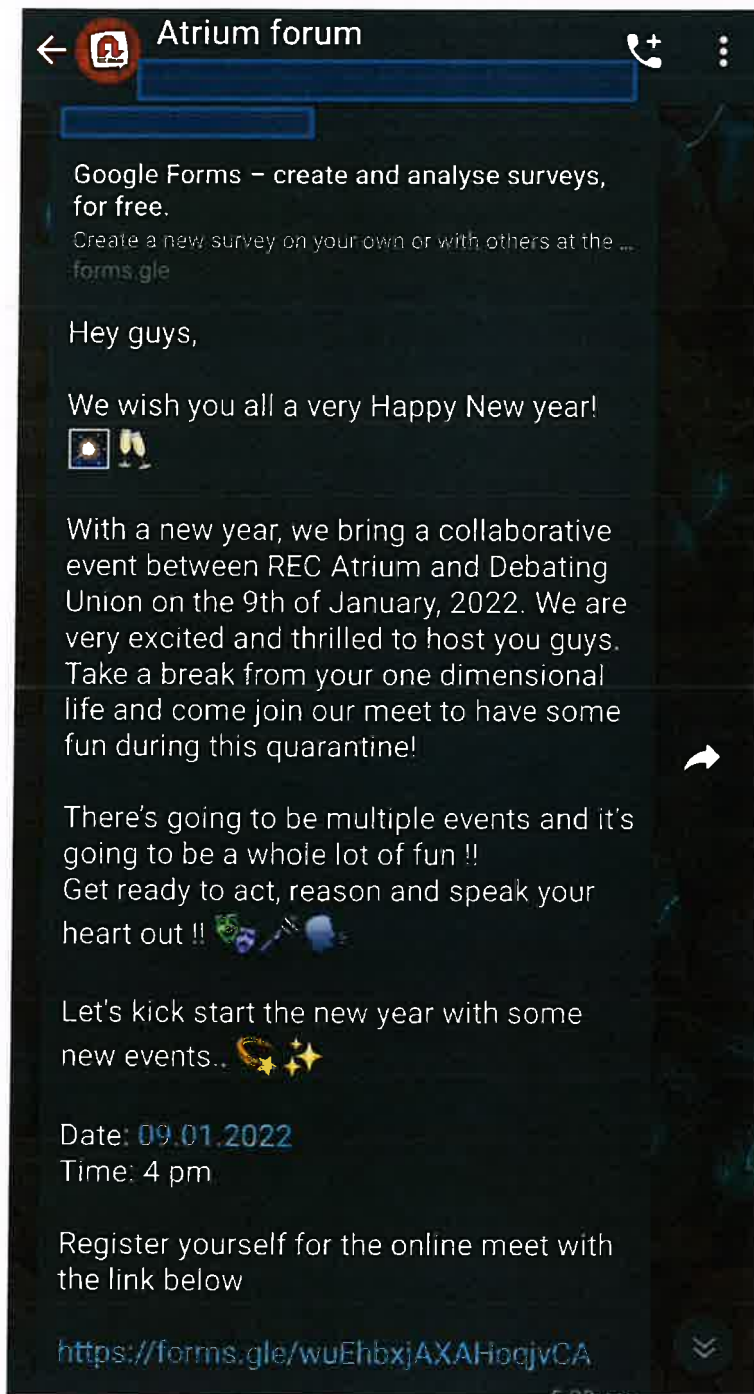 Atrium forum
Google Forms – create and analyse surveys,
for free.
Create a new survey on your own or with others at the ...
forms.gle
Hey guys,
We wish you all a very Happy New year!
🎆🥂
With a new year, we bring a collaborative
event between REC Atrium and Debating
Union on the 9th of January, 2022. We are
very excited and thrilled to host you guys.
Take a break from your one dimensional
life and come join our meet to have some
fun during this quarantine!
There's going to be multiple events and it's
going to be a whole lot of fun !!
Get ready to act, reason and speak your
heart out !! 🎭🎤🗣
Let's kick start the new year with some
new events.. 💫✨
Date: 09.01.2022
Time: 4 pm
Register yourself for the online meet with
the link below
https://forms.gle/wuEhbxjAXAHoqjvCA